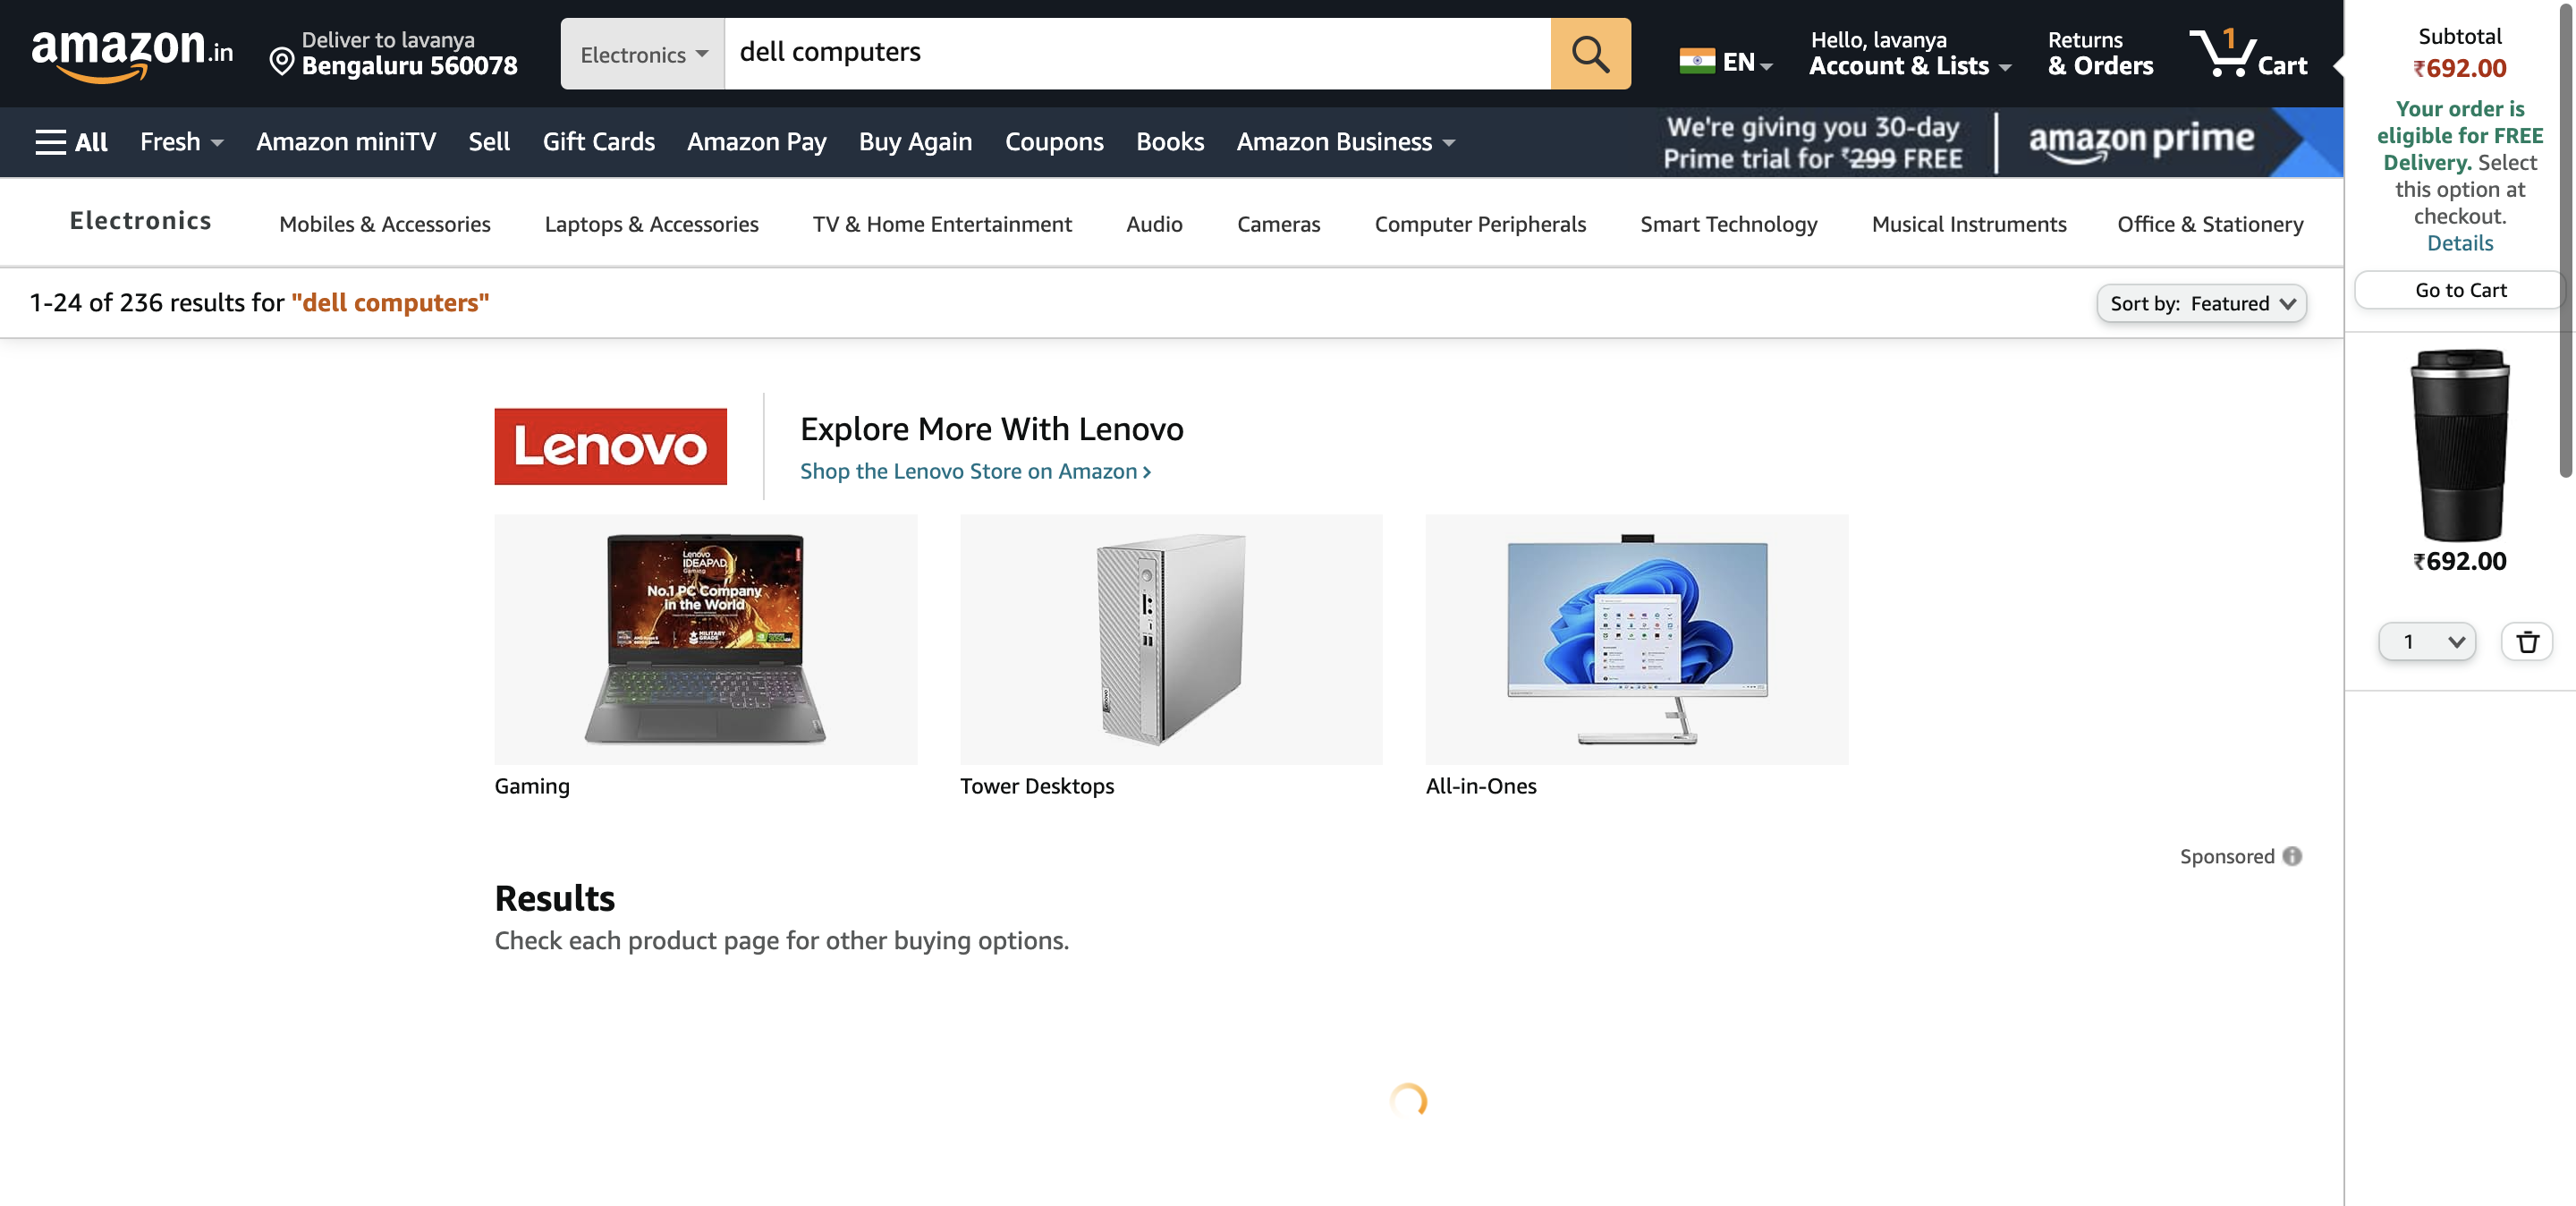 amazon.in
Deliver to lavanya
Bengaluru 560078
Electronics
dell computers
EN
Hello, lavanya
Account & Lists
Returns
& Orders
1
Cart
All
Fresh
Amazon miniTV
Sell
Gift Cards
Amazon Pay
Buy Again
Coupons
Books
Amazon Business
We're giving you 30-day
Prime trial for ₹299 FREE
amazon prime
Electronics
Mobiles & Accessories
Laptops & Accessories
TV & Home Entertainment
Audio
Cameras
Computer Peripherals
Smart Technology
Musical Instruments
Office & Stationery
1-24 of 236 results for "dell computers"
Sort by: Featured
Lenovo
Explore More With Lenovo
Shop the Lenovo Store on Amazon ›
Lenovo
IDEAPAD
Gaming
No.1 PC Company
in the World
MILITARY
GRADE
Lenovo
Gaming
Tower Desktops
All-in-Ones
Sponsored
Results
Check each product page for other buying options.
Subtotal
₹692.00
Your order is
eligible for FREE
Delivery. Select
this option at
checkout.
Details
Go to Cart
₹692.00
1